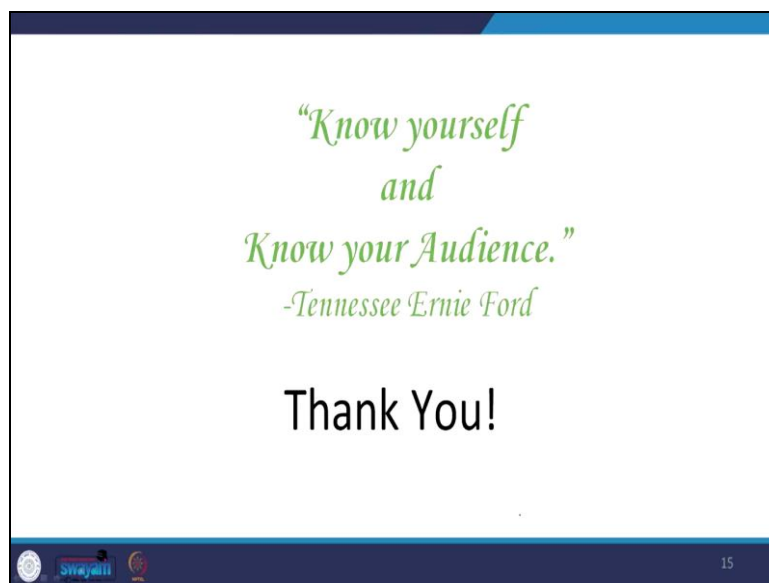 “Know yourself
and
Know your Audience.”
-Tennessee Ernie Ford
Thank You!
swayam
15